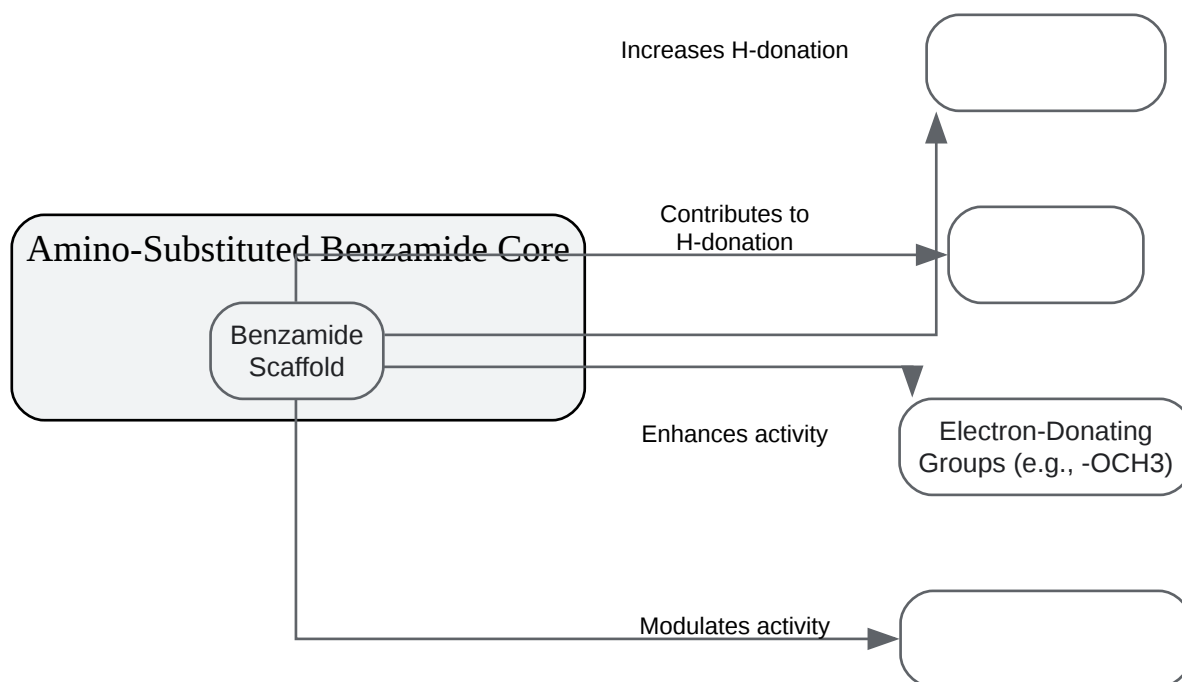 Increases H-donation
Contributes to
H-donation
Amino-Substituted Benzamide Core
Benzamide
Scaffold
Enhances activity
Electron-Donating
Groups (e.g., -OCH3)
Modulates activity